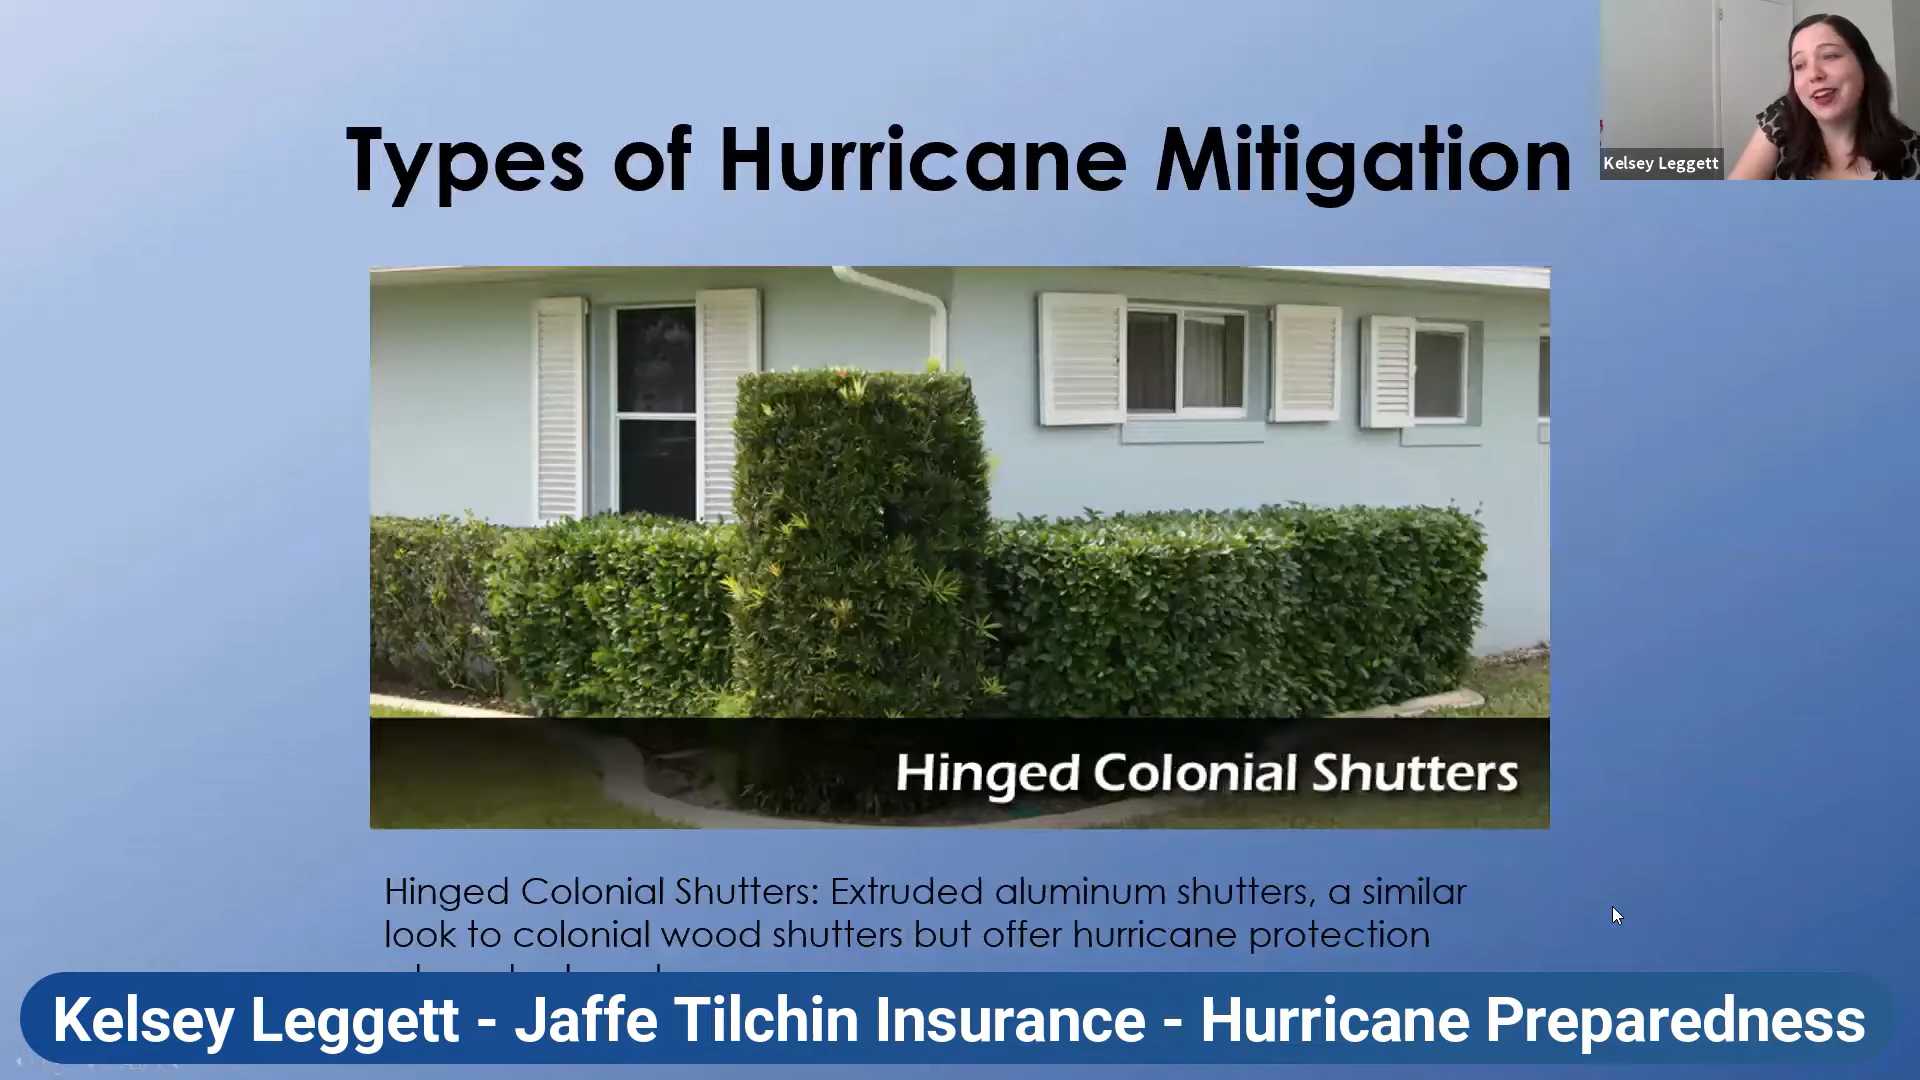 Types of Hurricane Mitigation
Kelsey Leggett
Hinged Colonial Shutters
Hinged Colonial Shutters: Extruded aluminum shutters, a similar
look to colonial wood shutters but offer hurricane protection
Kelsey Leggett - Jaffe Tilchin Insurance - Hurricane Preparedness